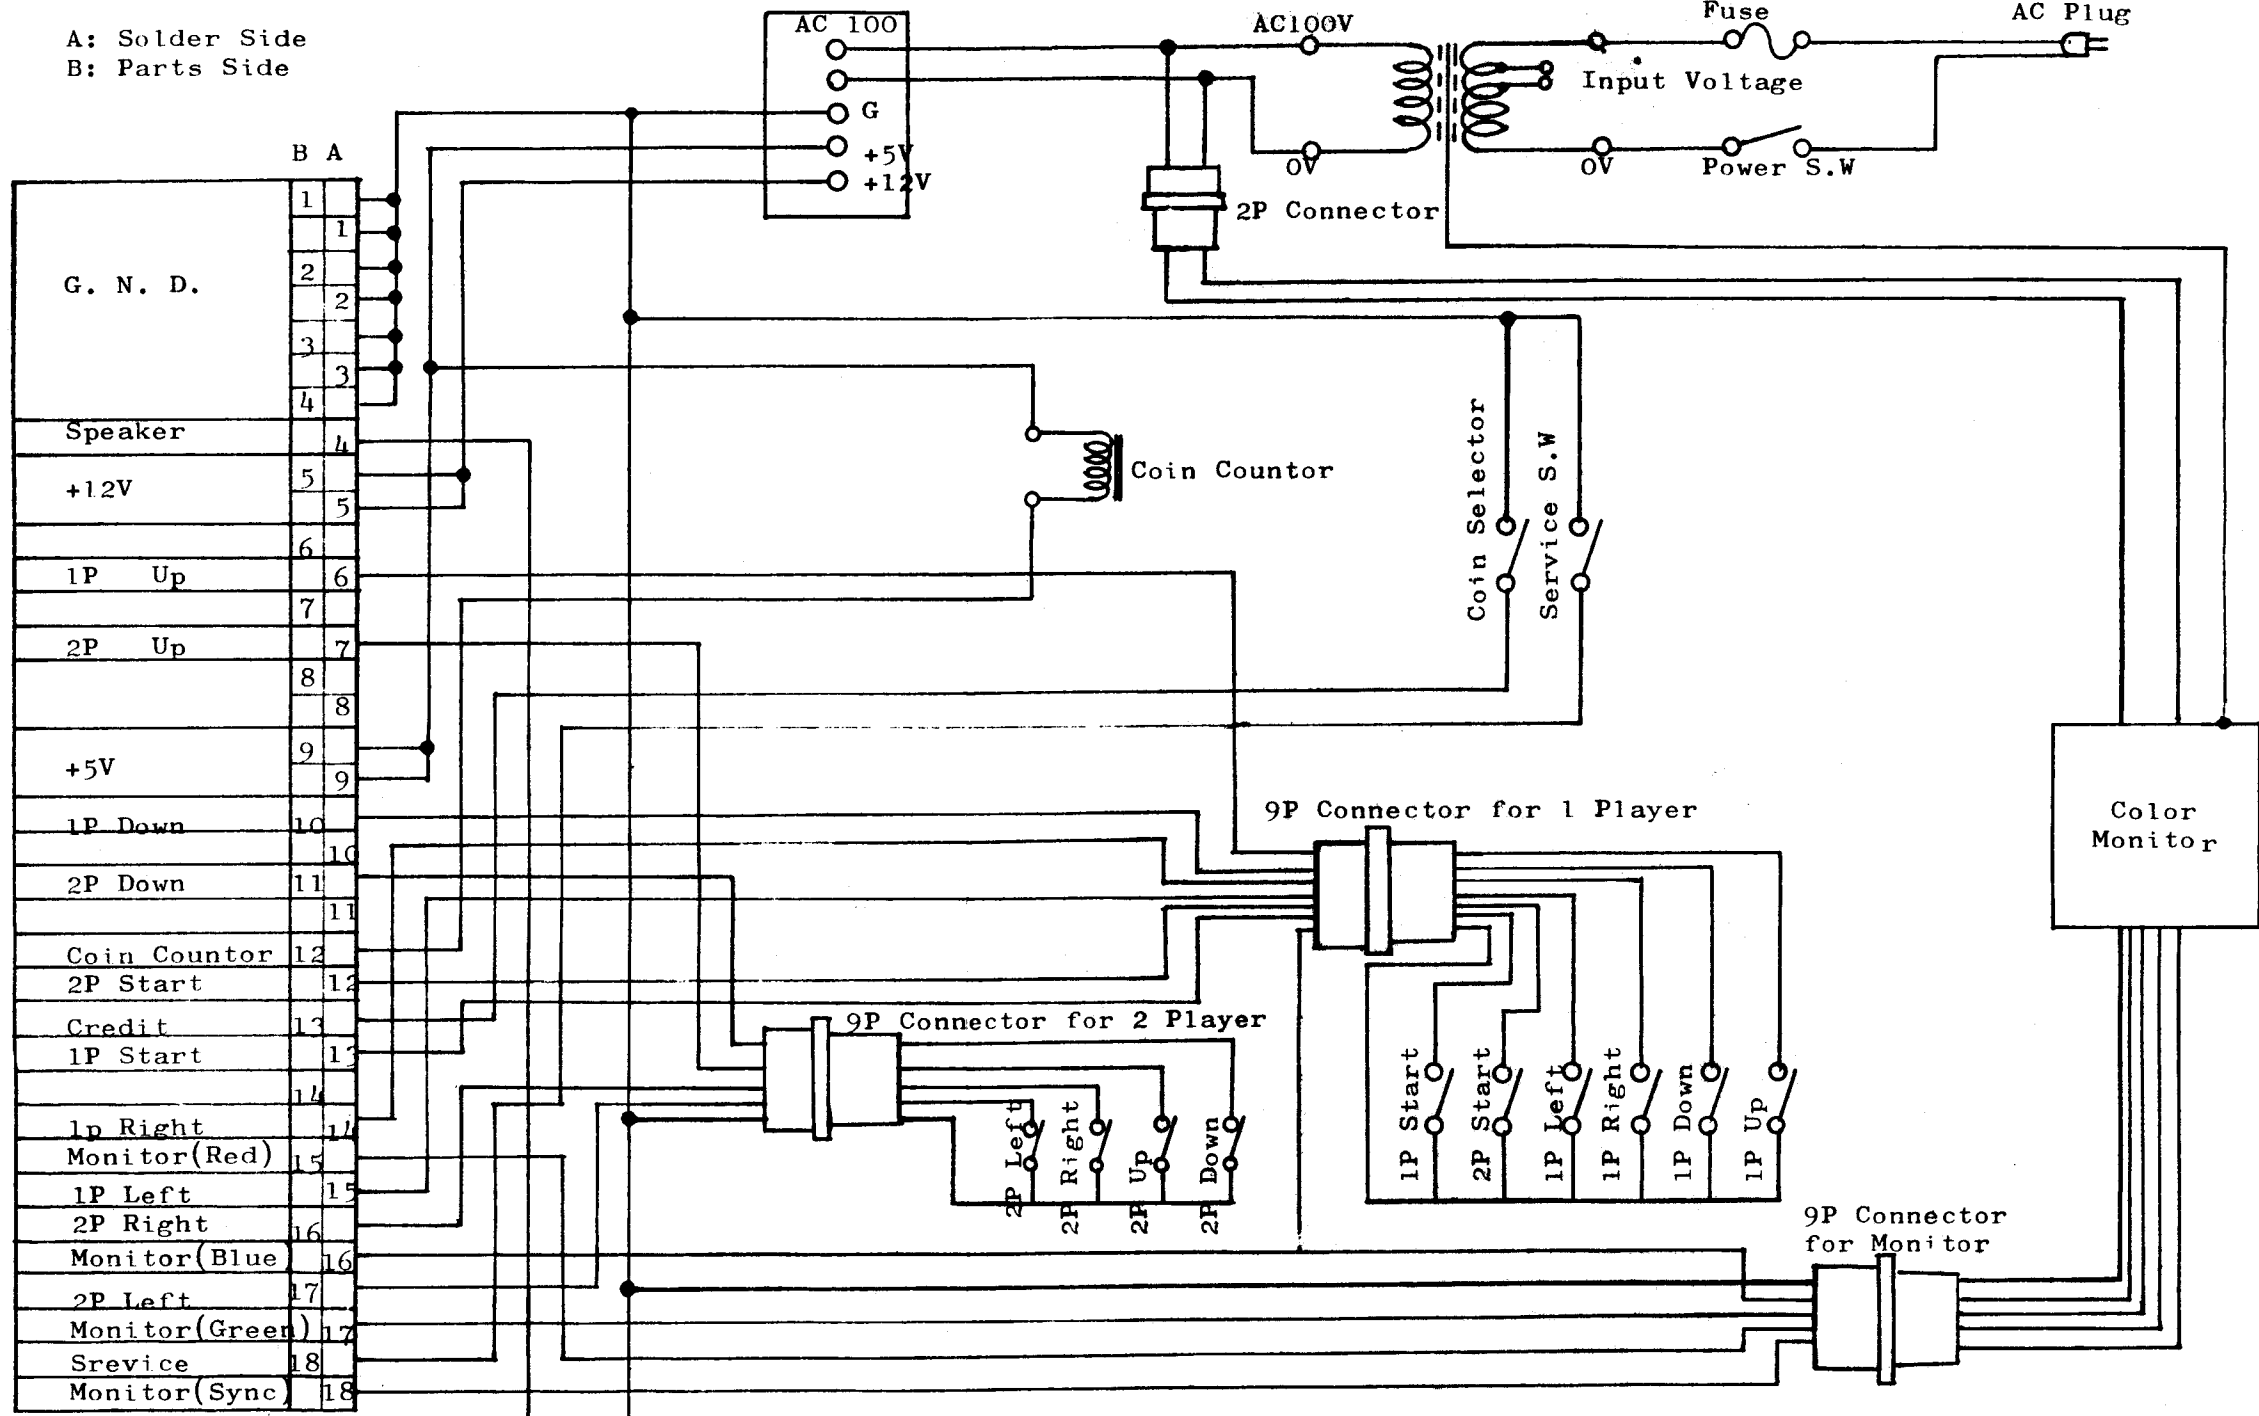 A: Solder Side
B: Parts Side
AC 100
G
+5V
+12V
AC100V
0V
Fuse
AC Plug
Input Voltage
0V
Power S.W
2P Connector
B A
1
1
2
G. N. D.
2
3
3
4
Speaker
4
5
+12V
5
6
1P Up
6
7
2P Up
7
8
8
9
+5V
9
1P Down
10
10
2P Down
11
11
Coin Countor
12
2P Start
12
Credit
13
1P Start
13
14
1p Right
14
Monitor(Red)
15
1P Left
15
2P Right
16
Monitor(Blue)
16
2P Left
17
Monitor(Green)
17
Srevice
18
Monitor(Sync)
18
Coin Countor
Coin Selector
Service S.W
9P Connector for 1 Player
Color
Monitor
9P Connector for 2 Player
2P Left
2P Right
2P Up
2P Down
1P Start
2P Start
1P Left
1P Right
1P Down
1P Up
9P Connector
for Monitor